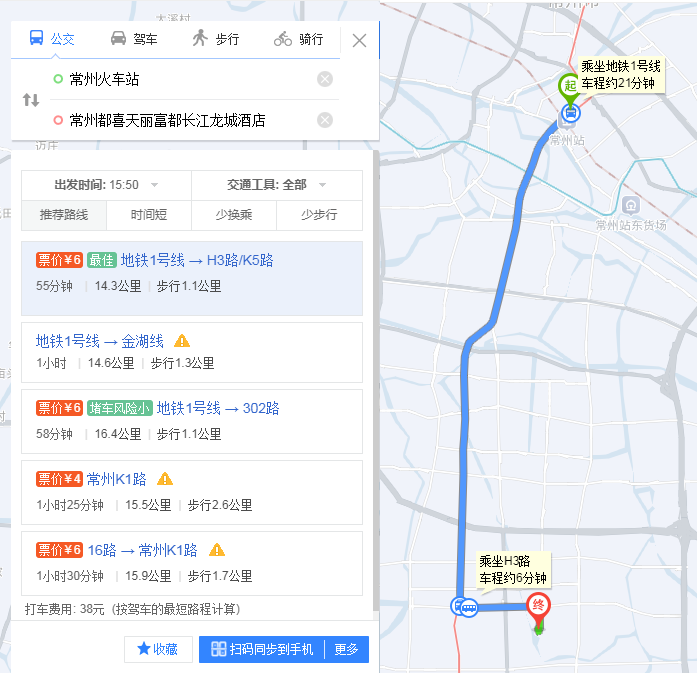 大溪村
常州市
公交
驾车
步行
骑行
常州火车站
常州都喜天丽富都长江龙城酒店
迈庄
出发时间: 15:50
交通工具: 全部
推荐路线
时间短
少换乘
少步行
票价¥6 最佳 地铁1号线 → H3路/K5路
55分钟 | 14.3公里 | 步行1.1公里
地铁1号线 → 金湖线
1小时 | 14.6公里 | 步行1.3公里
票价¥6 堵车风险小 地铁1号线 → 302路
58分钟 | 16.4公里 | 步行1.1公里
票价¥4 常州K1路
1小时25分钟 | 15.5公里 | 步行2.6公里
票价¥6 16路 → 常州K1路
1小时30分钟 | 15.9公里 | 步行1.7公里
打车费用: 38元 (按驾车的最短路程计算)
收藏
扫码同步到手机 | 更多
乘坐地铁1号线
车程约21分钟
起
常州站
常州站东货场
乘坐H3路
车程约6分钟
终